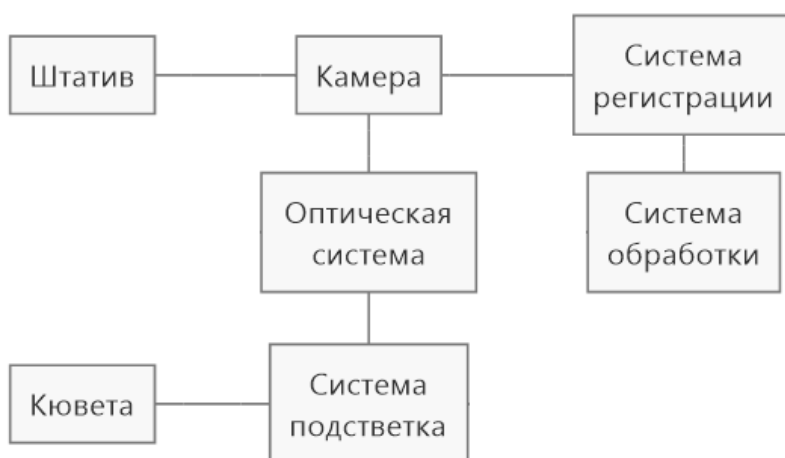 Штатив
Камера
Система
регистрации
Оптическая
система
Система
обработки
Кювета
Система
подстветка